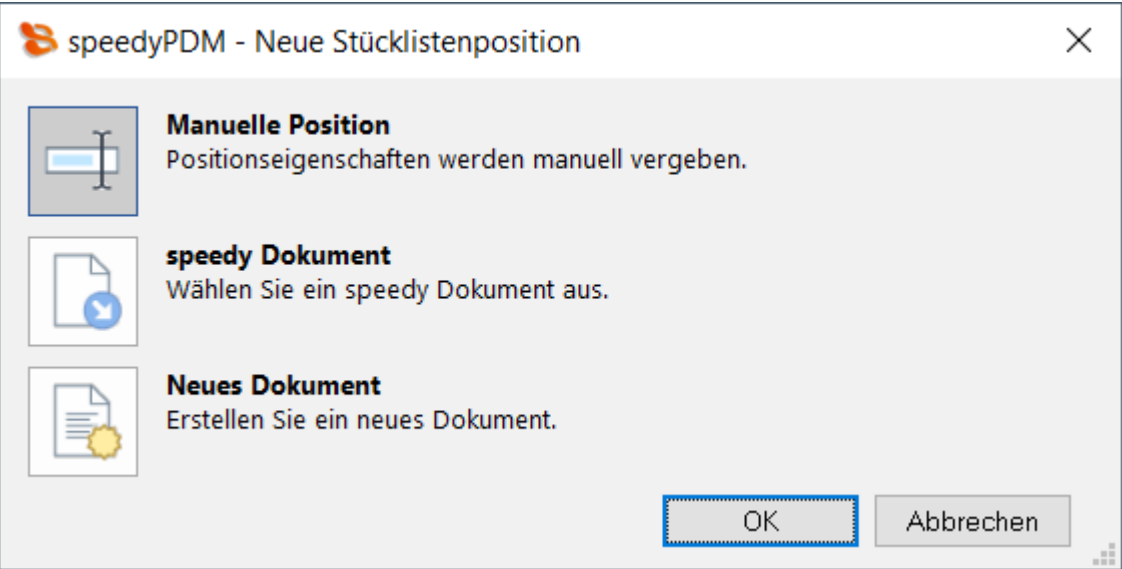 speedyPDM - Neue Stücklistenposition
Manuelle Position
Positionseigenschaften werden manuell vergeben.
speedy Dokument
Wählen Sie ein speedy Dokument aus.
Neues Dokument
Erstellen Sie ein neues Dokument.
OK Abbrechen